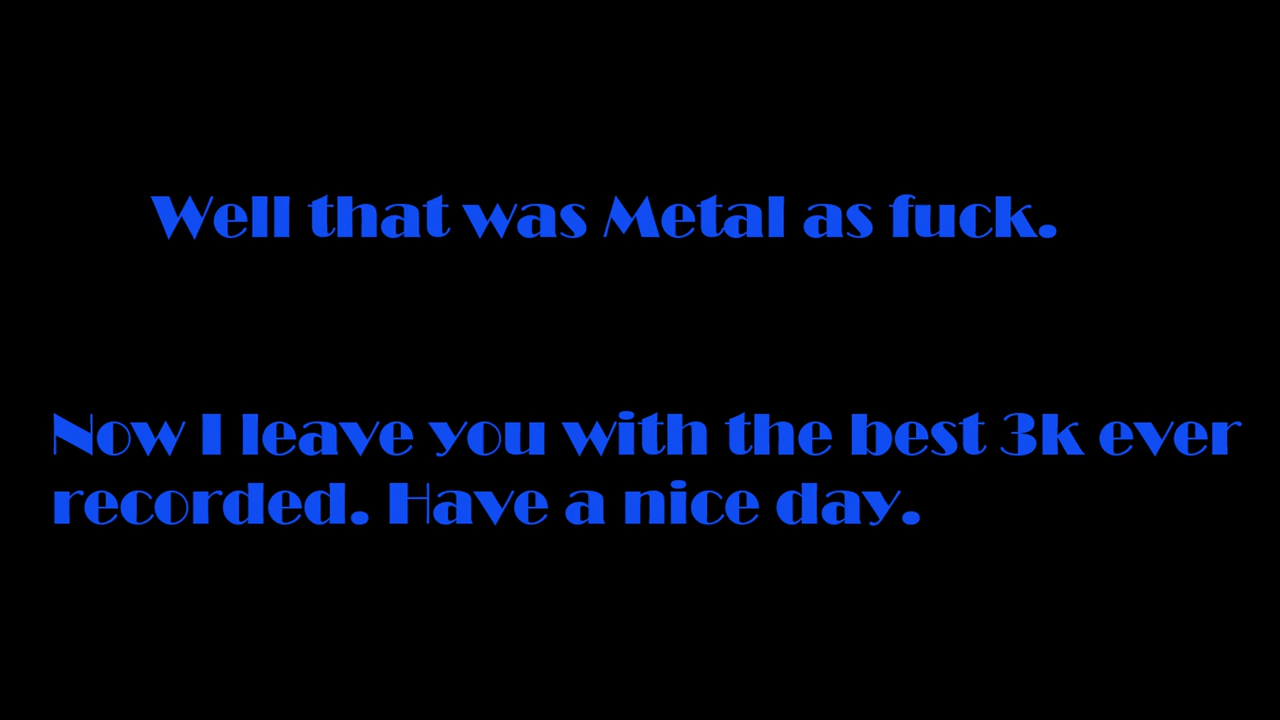 Well that was Metal as fuck.
Now I leave you with the best 3k ever
recorded. Have a nice day.